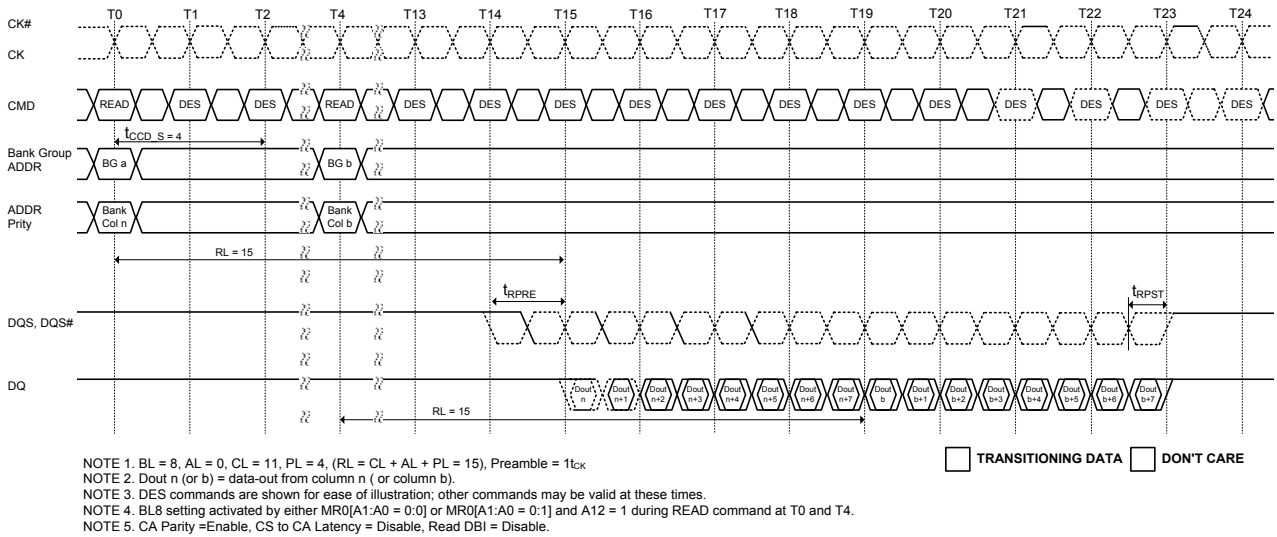 T0 T1 T2 T4 T13 T14 T15 T16 T17 T18 T19 T20 T21 T22 T23 T24
CK#
CK
CMD READ DES DES READ DES DES DES DES DES DES DES DES DES DES DES DES
tCCD_S = 4
Bank Group
ADDR
BG a BG b
ADDR
Prity
Bank
Col n
Bank
Col b
RL = 15
tRPRE
tRPST
DQS, DQS#
DQ
Dout
n
Dout
n+1
Dout
n+2
Dout
n+3
Dout
n+4
Dout
n+5
Dout
n+6
Dout
n+7
Dout
b
Dout
b+1
Dout
b+2
Dout
b+3
Dout
b+4
Dout
b+5
Dout
b+6
Dout
b+7
RL = 15
TRANSITIONING DATA DON'T CARE
NOTE 1. BL = 8, AL = 0, CL = 11, PL = 4, (RL = CL + AL + PL = 15), Preamble = 1tCK
NOTE 2. Dout n (or b) = data-out from column n ( or column b).
NOTE 3. DES commands are shown for ease of illustration; other commands may be valid at these times.
NOTE 4. BL8 setting activated by either MR0[A1:A0 = 0:0] or MR0[A1:A0 = 0:1] and A12 = 1 during READ command at T0 and T4.
NOTE 5. CA Parity =Enable, CS to CA Latency = Disable, Read DBI = Disable.